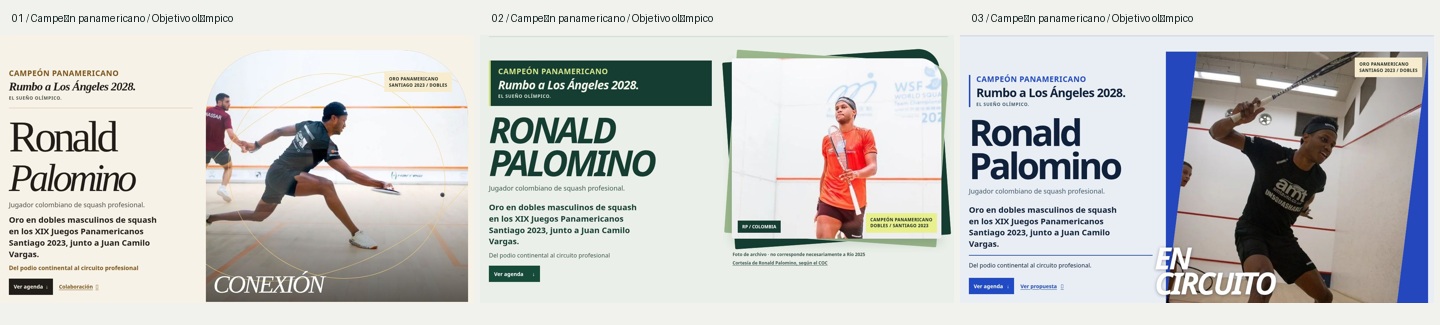 01 / Campe▯n panamericano / Objetivo ol▯mpico
CAMPEÓN PANAMERICANO
Rumbo a Los Ángeles 2028.
EL SUEÑO OLÍMPICO.
Ronald
Palomino
Jugador colombiano de squash profesional.
Oro en dobles masculinos de squash
en los XIX Juegos Panamericanos
Santiago 2023, junto a Juan Camilo
Vargas.
Del podio continental al circuito profesional
Ver agenda ↓
Colaboración ▯
ORO PANAMERICANO
SANTIAGO 2023 / DOBLES
CONEXIÓN
02 / Campe▯n panamericano / Objetivo ol▯mpico
CAMPEÓN PANAMERICANO
Rumbo a Los Ángeles 2028.
EL SUEÑO OLÍMPICO.
RONALD
PALOMINO
Jugador colombiano de squash profesional.
Oro en dobles masculinos de squash
en los XIX Juegos Panamericanos
Santiago 2023, junto a Juan Camilo
Vargas.
Del podio continental al circuito profesional
Ver agenda ↓
WSF
RP / COLOMBIA
CAMPEÓN PANAMERICANO
DOBLES / SANTIAGO 2023
Foto de archivo · no corresponde necesariamente a Río 2025
Cortesía de Ronald Palomino, según el COC
03 / Campe▯n panamericano / Objetivo ol▯mpico
CAMPEÓN PANAMERICANO
Rumbo a Los Ángeles 2028.
EL SUEÑO OLÍMPICO.
Ronald
Palomino
Jugador colombiano de squash profesional.
Oro en dobles masculinos de squash
en los XIX Juegos Panamericanos
Santiago 2023, junto a Juan Camilo
Vargas.
Del podio continental al circuito profesional.
Ver agenda ↓
Ver propuesta ▯
ORO PANAMERICANO
SANTIAGO 2023 / DOBLES
amt
EN
CIRCUITO